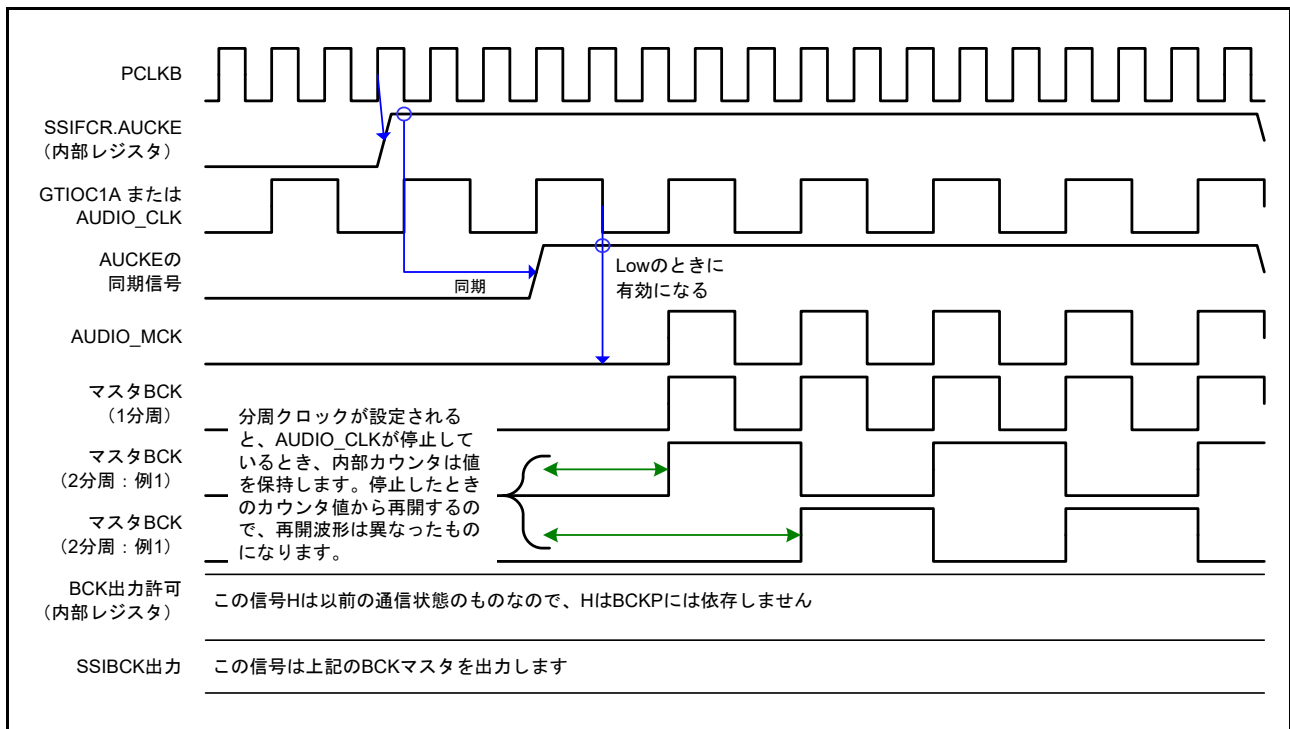 PCLKB
SSIFCR.AUCKE
（内部レジスタ）
GTIOC1A または
AUDIO_CLK
AUCKEの
同期信号
同期
Lowのときに
有効になる
AUDIO_MCK
マスタBCK
（1分周）
分周クロックが設定される
と、AUDIO_CLKが停止して
いるとき、内部カウンタは値
を保持します。停止したとき
のカウンタ値から再開するの
で、再開波形は異なったもの
になります。
マスタBCK
（2分周：例1）
マスタBCK
（2分周：例1）
BCK出力許可
（内部レジスタ）
この信号Hは以前の通信状態のものなので、HはBCKPには依存しません
SSIBCK出力
この信号は上記のBCKマスタを出力します